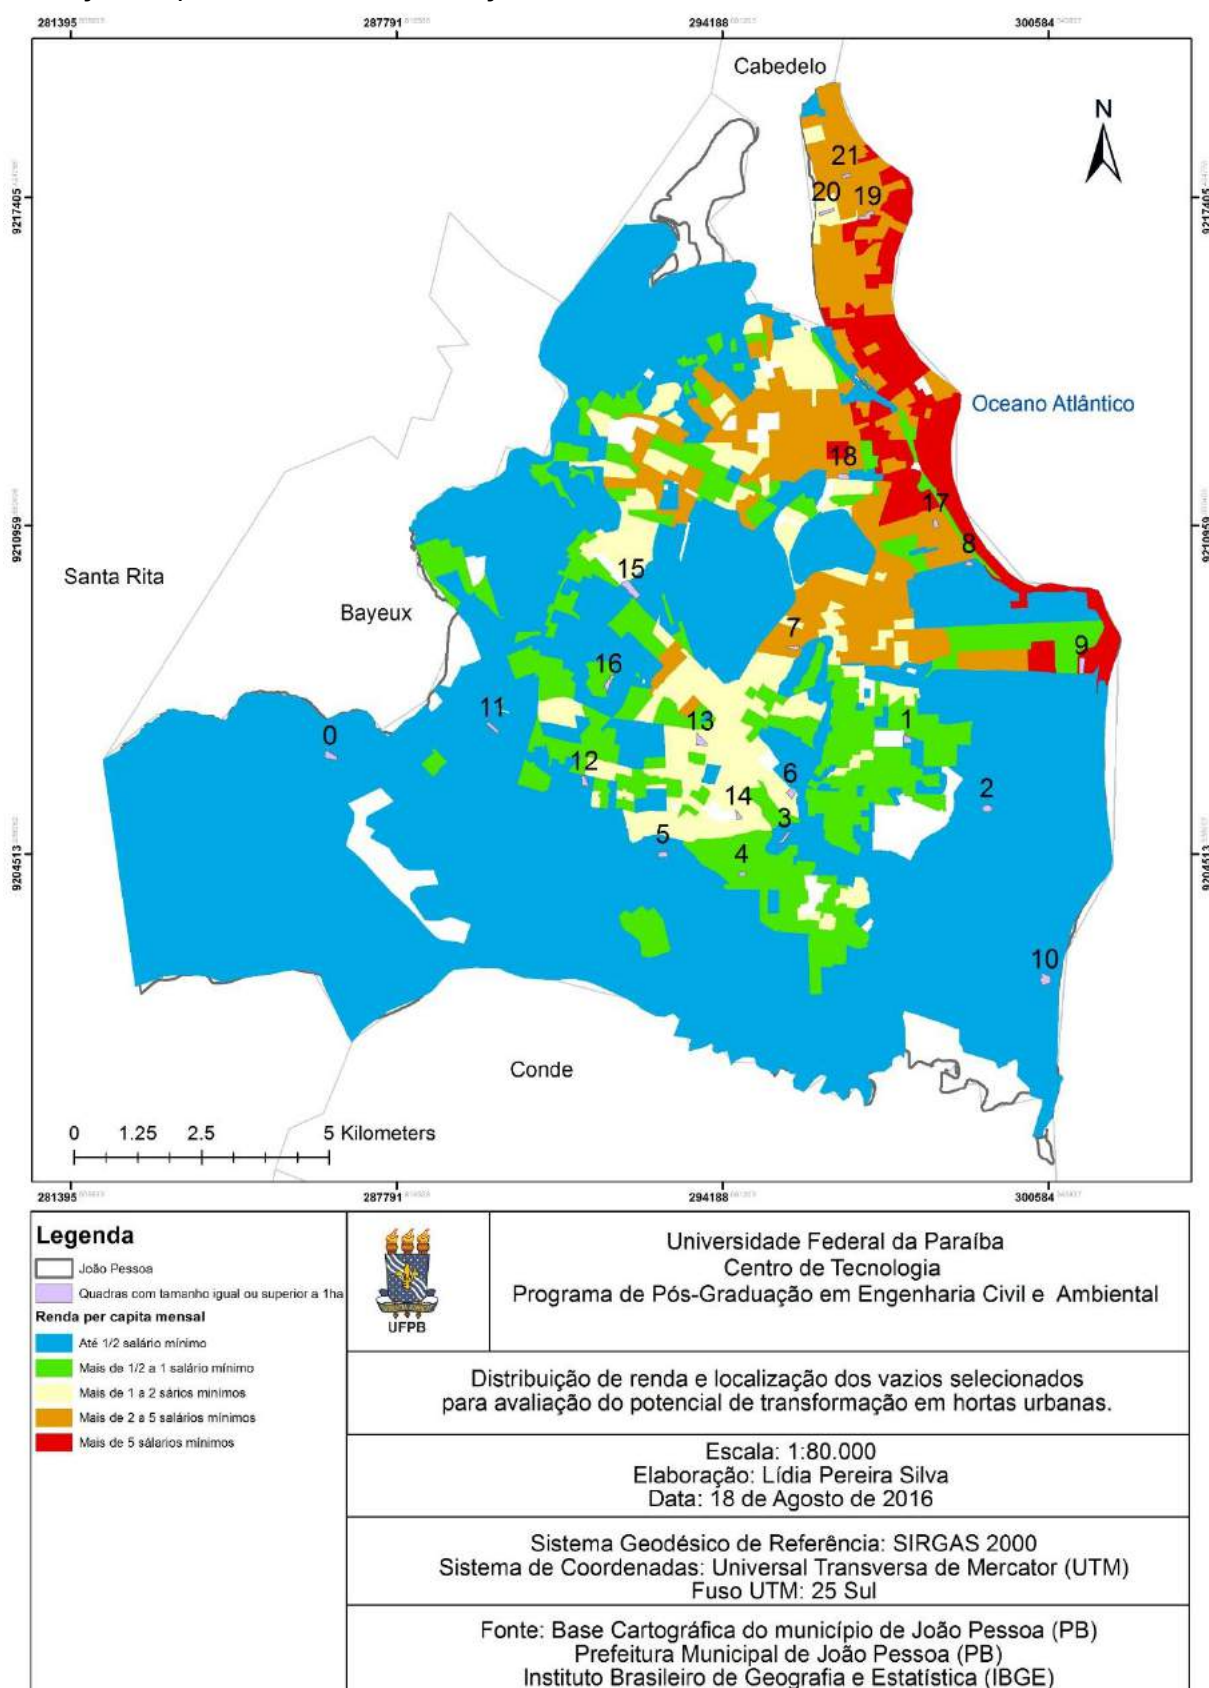 281395
287791
294188
300584
Cabedelo
N
21
9217405
9217405
20
19
Oceano Atlântico
18
17
9210959
9210959
8
Santa Rita
15
Bayeux
7
9
16
11
13
1
0
12
6
2
14
3
5
4
9204513
9204513
10
Conde
0 1.25 2.5 5 Kilometers
281395
287791
294188
300584
Legenda
João Pessoa
Quadras com tamanho igual ou superior a 1ha
Renda per capita mensal
Até 1/2 salário mínimo
Mais de 1/2 a 1 salário mínimo
Mais de 1 a 2 sários mínimos
Mais de 2 a 5 salários mínimos
Mais de 5 sálarios mínimos
UFPB
Universidade Federal da Paraíba
Centro de Tecnologia
Programa de Pós-Graduação em Engenharia Civil e Ambiental
Distribuição de renda e localização dos vazios selecionados
para avaliação do potencial de transformação em hortas urbanas.
Escala: 1:80.000
Elaboração: Lídia Pereira Silva
Data: 18 de Agosto de 2016
Sistema Geodésico de Referência: SIRGAS 2000
Sistema de Coordenadas: Universal Transversa de Mercator (UTM)
Fuso UTM: 25 Sul
Fonte: Base Cartográfica do município de João Pessoa (PB)
Prefeitura Municipal de João Pessoa (PB)
Instituto Brasileiro de Geografia e Estatística (IBGE)